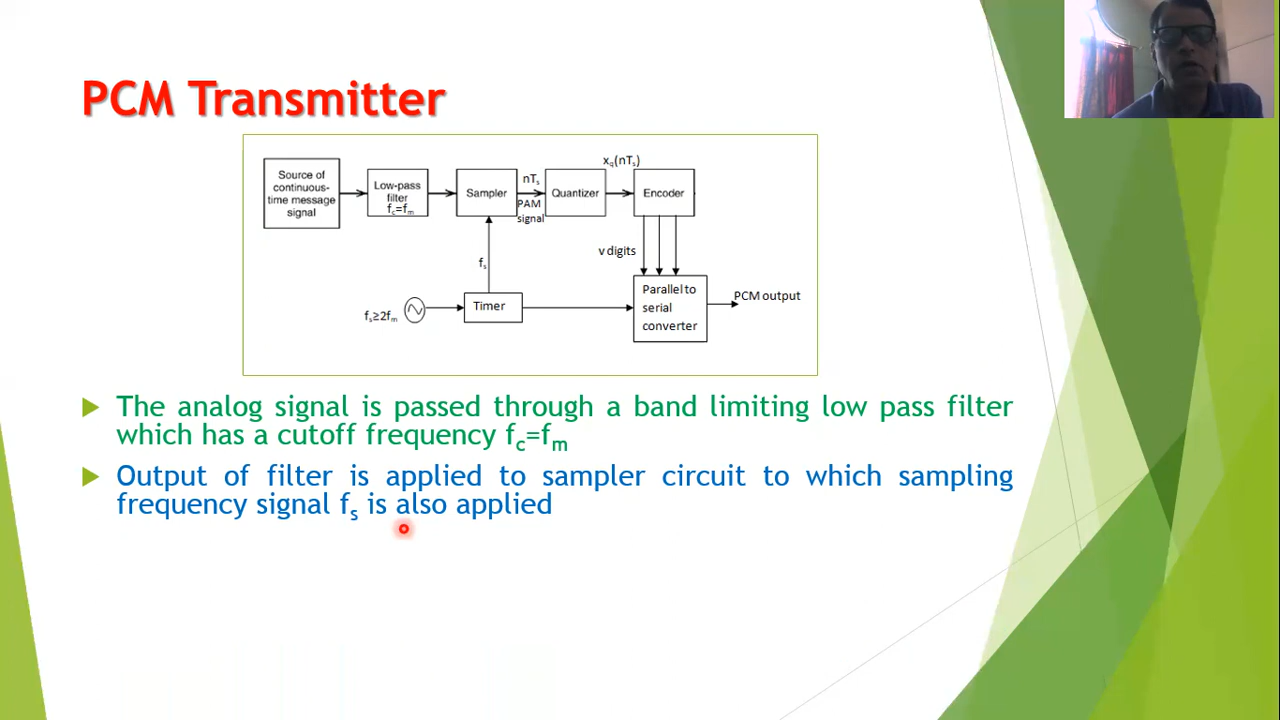 PCM Transmitter
Source of
continuous-
time message
signal
Low-pass
filter
fc=fm
Sampler
nTs
PAM
signal
Quantizer
xq(nTs)
Encoder
v digits
fs
fs≥2fm
Timer
Parallel to
serial
converter
PCM output
The analog signal is passed through a band limiting low pass filter
which has a cutoff frequency fc=fm
Output of filter is applied to sampler circuit to which sampling
frequency signal fs is also applied